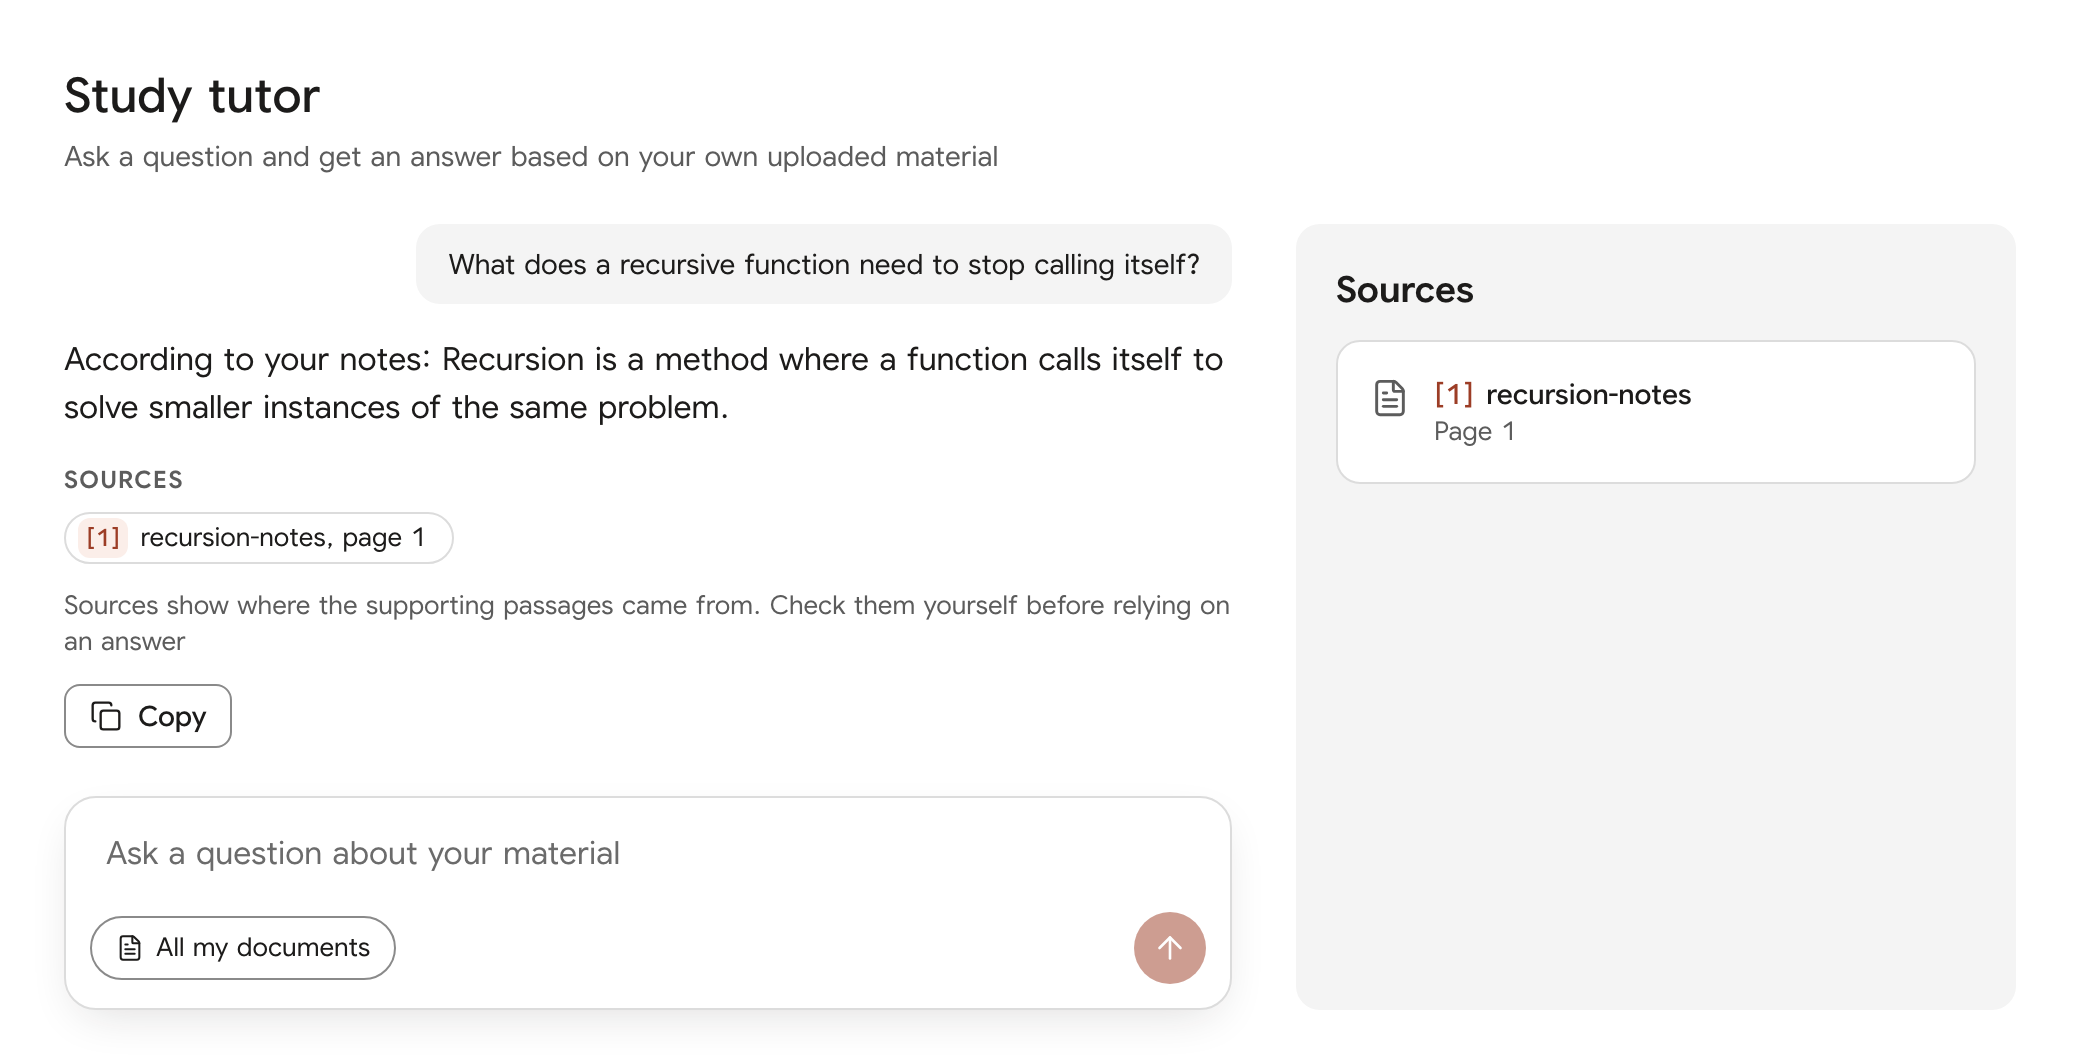 Study tutor
Ask a question and get an answer based on your own uploaded material
What does a recursive function need to stop calling itself?
According to your notes: Recursion is a method where a function calls itself to
solve smaller instances of the same problem.
SOURCES
[1] recursion-notes, page 1
Sources show where the supporting passages came from. Check them yourself before relying on
an answer
Copy
Ask a question about your material
All my documents
Sources
[1] recursion-notes
Page 1